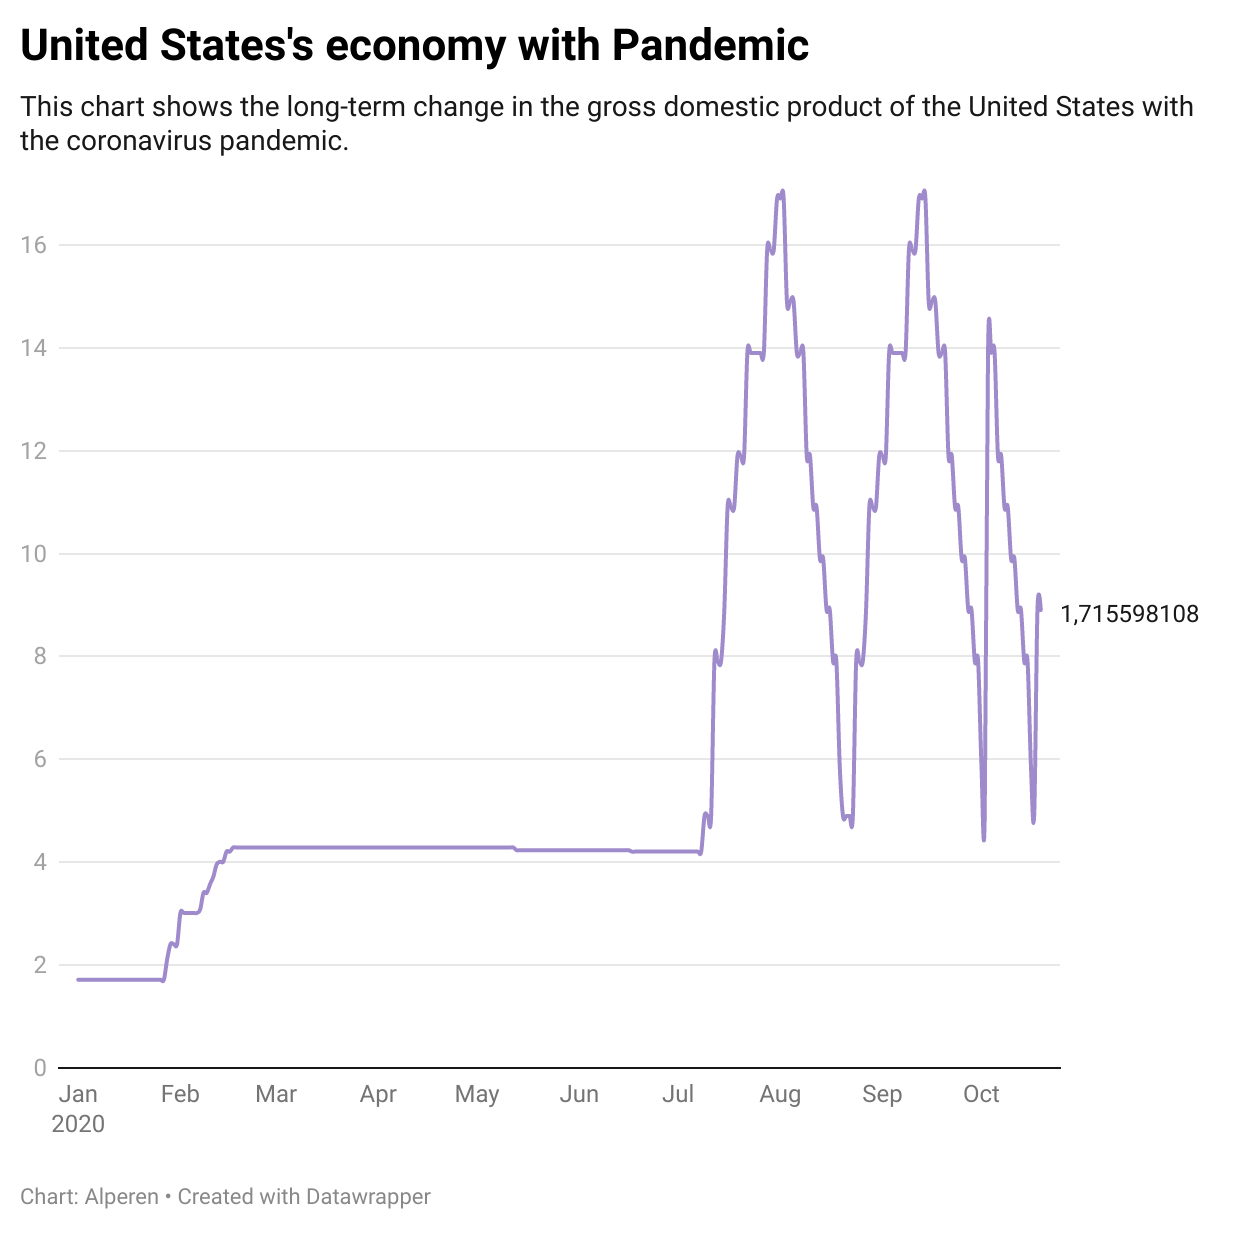 United States's economy with Pandemic
This chart shows the long-term change in the gross domestic product of the United States with
the coronavirus pandemic.
16
14
12
10
8
1,715598108
6
4
2
0
Jan Feb Mar Apr May Jun Jul Aug Sep Oct
2020
Chart: Alperen • Created with Datawrapper